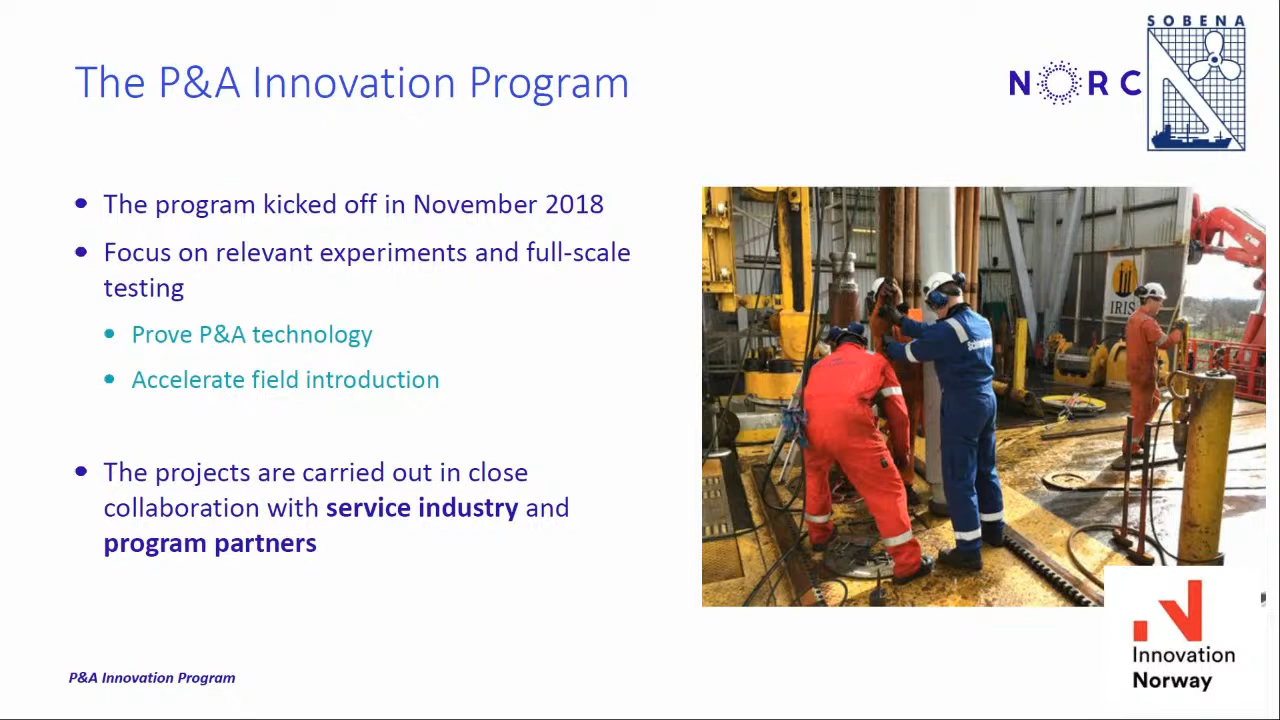 SOBENA
The P&A Innovation Program
NORC
• The program kicked off in November 2018
• Focus on relevant experiments and full-scale
testing
• Prove P&A technology
• Accelerate field introduction
• The projects are carried out in close
collaboration with service industry and
program partners
IRIS
Innovation
Norway
P&A Innovation Program